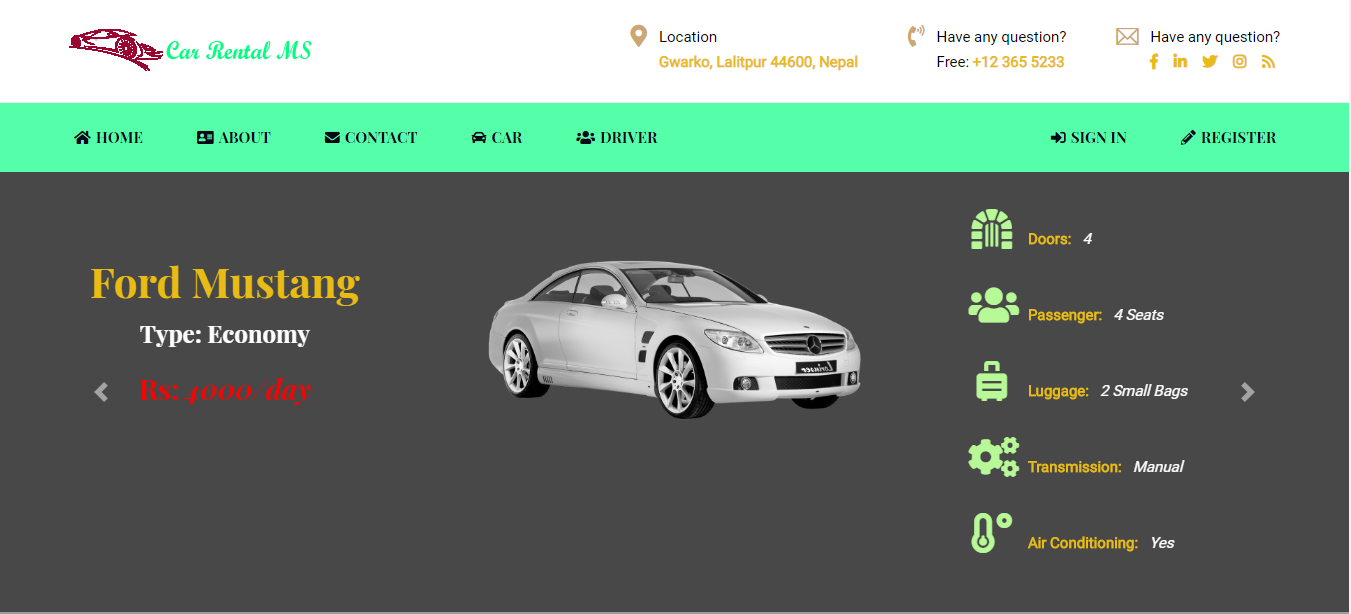 Car Rental MS
Location
Gwarko, Lalitpur 44600, Nepal
Have any question?
Free: +12 365 5233
Have any question?
HOME
ABOUT
CONTACT
CAR
DRIVER
SIGN IN
REGISTER
Ford Mustang
Type: Economy
Rs: 4000/day
Lorinser
Doors: 4
Passenger: 4 Seats
Luggage: 2 Small Bags
Transmission: Manual
Air Conditioning: Yes